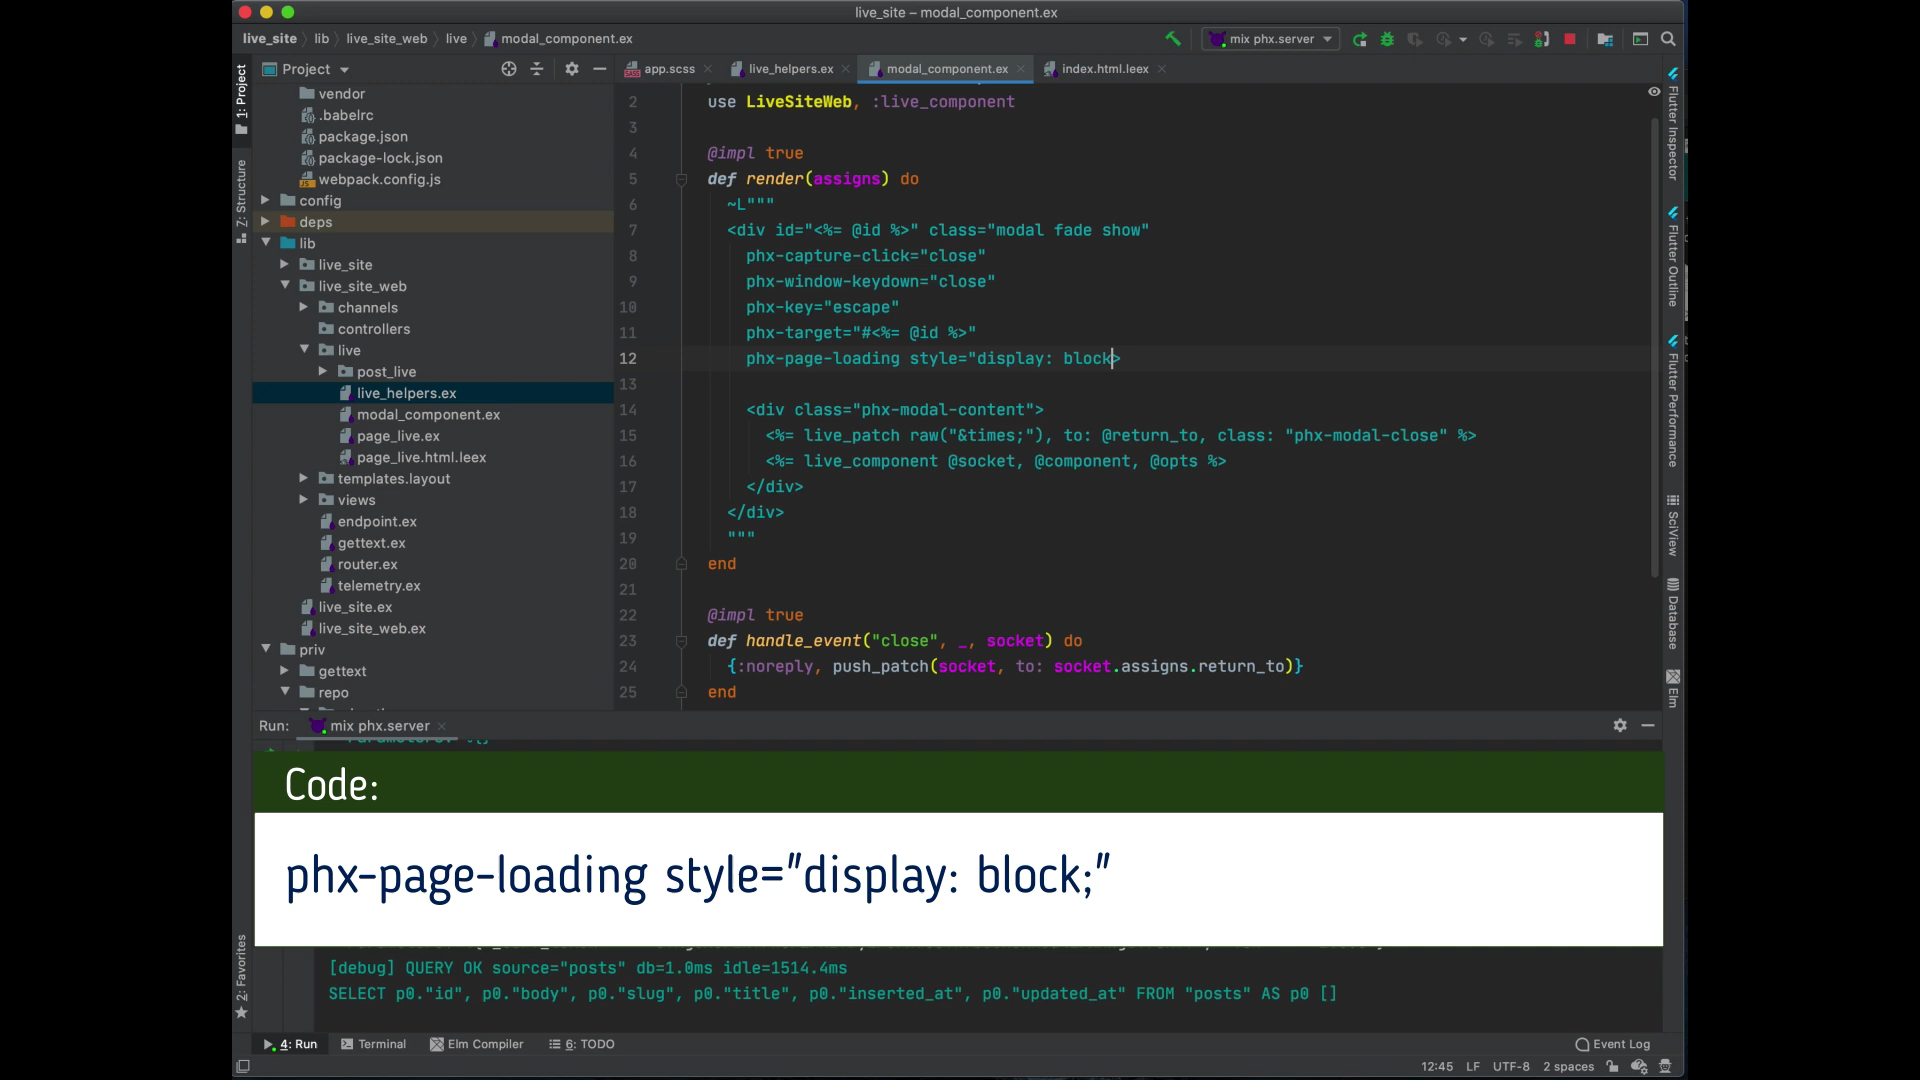 live_site – modal_component.ex
live_site lib live_site_web live modal_component.ex
mix phx.server
1: Project
Z: Structure
2: Favorites
Project
vendor
.babelrc
package.json
package-lock.json
webpack.config.js
config
deps
lib
live_site
live_site_web
channels
controllers
live
post_live
live_helpers.ex
modal_component.ex
page_live.ex
page_live.html.leex
templates.layout
views
endpoint.ex
gettext.ex
router.ex
telemetry.ex
live_site.ex
live_site_web.ex
priv
gettext
repo
app.scss live_helpers.ex modal_component.ex index.html.leex
2 use LiveSiteWeb, :live_component
3
4 @impl true
5 def render(assigns) do
6 ~L"""
7 <div id="<%= @id %>" class="modal fade show"
8 phx-capture-click="close"
9 phx-window-keydown="close"
10 phx-key="escape"
11 phx-target="#<%= @id %>"
12 phx-page-loading style="display: block>
13
14 <div class="phx-modal-content">
15 <%= live_patch raw("&times;"), to: @return_to, class: "phx-modal-close" %>
16 <%= live_component @socket, @component, @opts %>
17 </div>
18 </div>
19 """
20 end
21
22 @impl true
23 def handle_event("close", _, socket) do
24 {:noreply, push_patch(socket, to: socket.assigns.return_to)}
25 end
Flutter Inspector
Flutter Outline
Flutter Performance
SciView
Database
Elm
Run: mix phx.server
Code:
phx-page-loading style="display: block;"
[debug] QUERY OK source="posts" db=1.0ms idle=1514.4ms
SELECT p0."id", p0."body", p0."slug", p0."title", p0."inserted_at", p0."updated_at" FROM "posts" AS p0 []
4: Run Terminal Elm Compiler 6: TODO Event Log
12:45 LF UTF-8 2 spaces